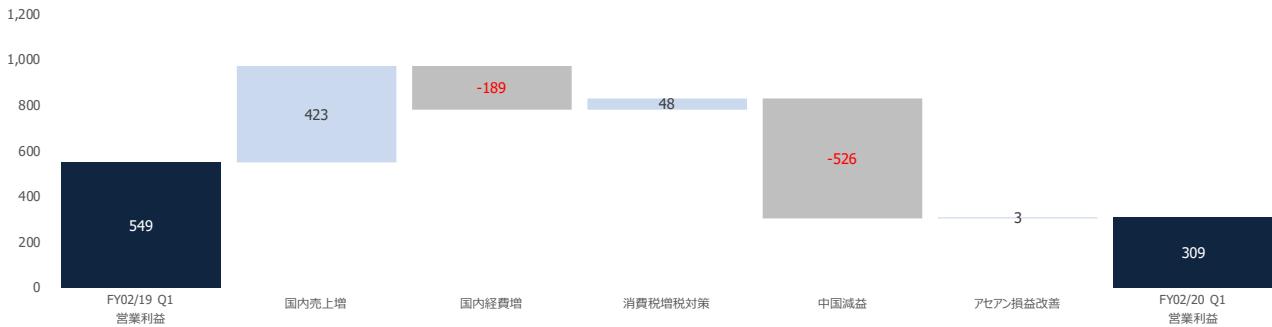 1,200
1,000
800
600
400
200
0
549
423
-189
48
-526
3
309
FY02/19 Q1
営業利益
国内売上増
国内経費増
消費税増税対策
中国減益
アセアン損益改善
FY02/20 Q1
営業利益